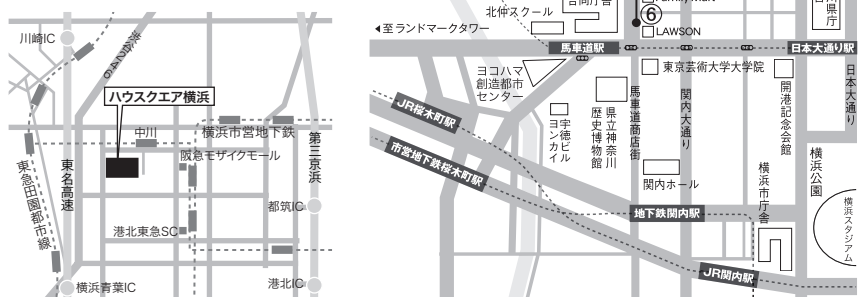 川崎IC
渋谷246
ハウスクエア横浜
中川
横浜市営地下鉄
第三京浜
阪急モザイクモール
東名高速
東急田園都市線
都筑IC
港北東急SC
横浜青葉IC
港北IC
北仲スクール
合同庁舎
⑥
LAWSON
県庁
◀至ランドマークタワー
馬車道駅
日本大通り駅
ヨコハマ
創造都市
センター
東京芸術大学大学院
JR桜木町駅
宇徳ビル
ヨンカイ
県立神奈川
歴史博物館
馬車道商店街
関内大通り
開港記念会館
日本大通り
市営地下鉄桜木町駅
関内ホール
横浜市庁舎
横浜公園
横浜スタジアム
地下鉄関内駅
JR関内駅